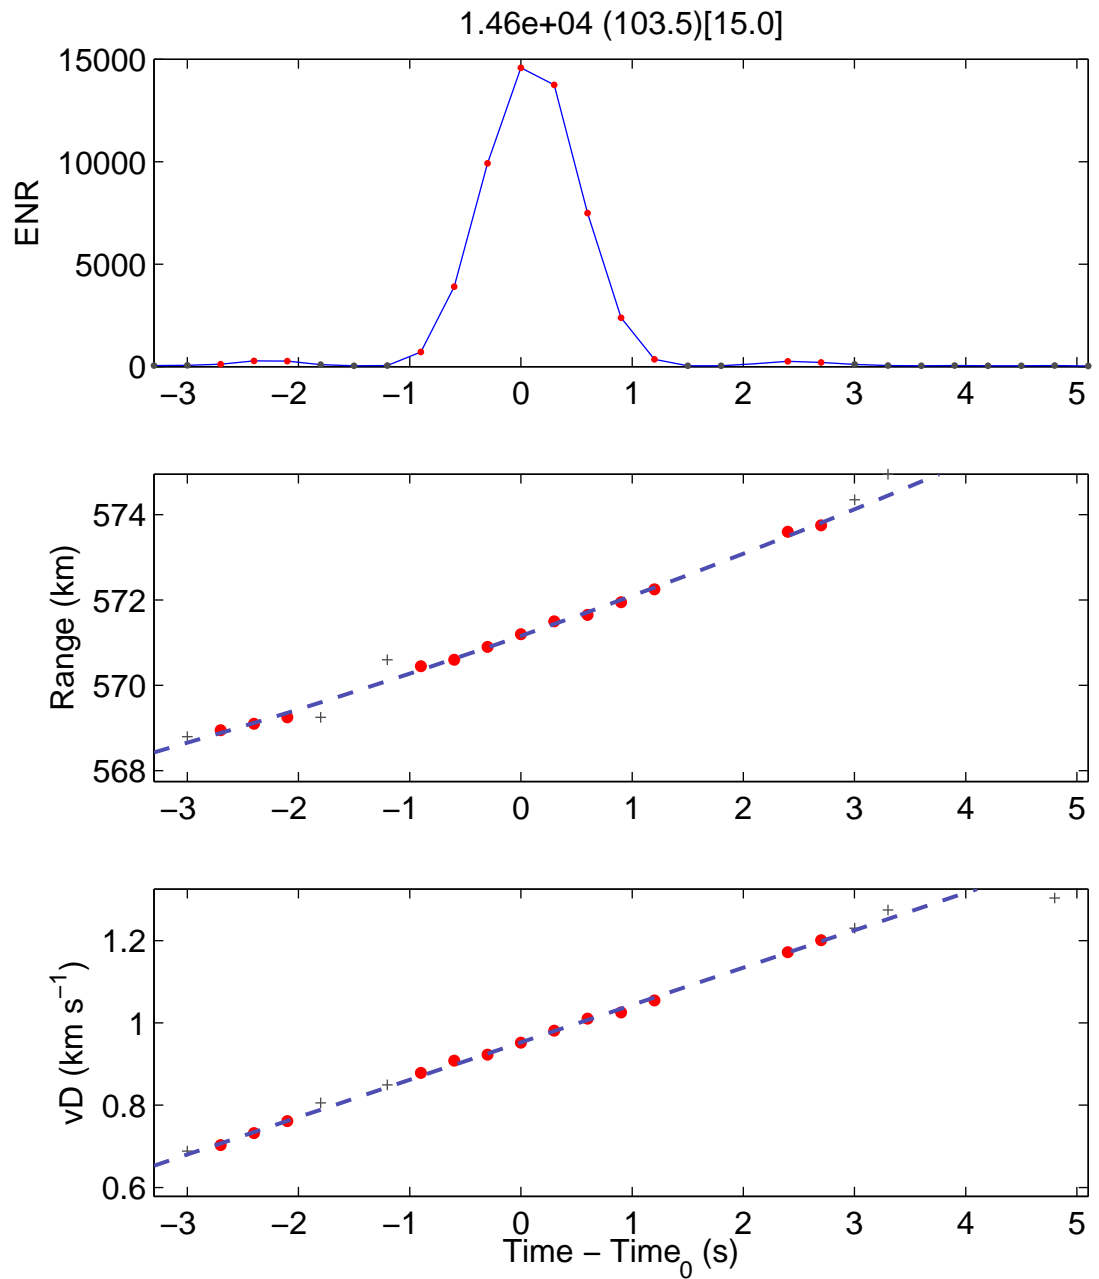 1.46e+04 (103.5)[15.0]
15000
10000
5000
0
ENR
−3 −2 −1 0 1 2 3 4 5
574
572
570
568
Range (km)
−3 −2 −1 0 1 2 3 4 5
1.2
1
0.8
0.6
vD (km s⁻¹)
−3 −2 −1 0 1 2 3 4 5
Time − Time₀ (s)